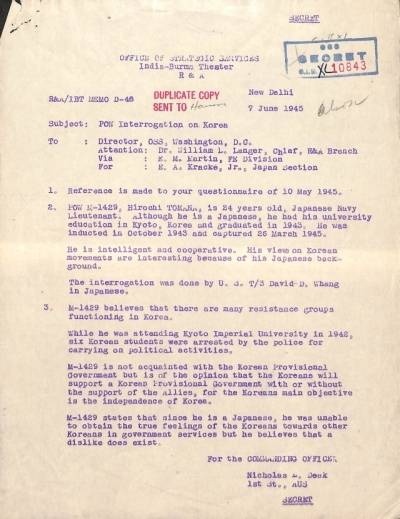 SECRET
OSS
SECRET
XL10843
OFFICE OF STRATEGIC SERVICES
India-Burma Theater
R & A
R&A/IBT MEMO D-46
DUPLICATE COPY
SENT TO
New Delhi
7 June 1945
Subject: POW Interrogation on Korea
To : Director, OSS, Washington, D.C.
Attention: Dr. William L. Langer, Chief, R&A Branch
Via : E. M. Martin, FE Division
For : E. A. Kracke, Jr., Japan Section
1. Reference is made to your questionnaire of 10 May 1945.
2. POW M-1429, Hirochi TOMANA, is 24 years old, Japanese Navy
Lieutenant. Although he is a Japanese, he had his university
education in Kyoto, Korea and graduated in 1943. He was
inducted in October 1943 and captured 26 March 1945.
He is intelligent and cooperative. His view on Korean
movements are interesting because of his Japanese back-
ground.
The interrogation was done by U. S. T/3 David D. Whang
in Japanese.
3. M-1429 believes that there are many resistance groups
functioning in Korea.
While he was attending Kyoto Imperial University in 1942,
six Korean students were arrested by the police for
carrying on political activities.
M-1429 is not acquainted with the Korean Provisional
Government but is of the opinion that the Koreans will
support a Korean Provisional Government with or without
the support of the Allies, for the Koreans main objective
is the independence of Korea.
M-1429 states that since he is a Japanese, he was unable
to obtain the true feelings of the Koreans towards other
Koreans in government services but he believes that a
dislike does exist.
For the COMMANDING OFFICER
Nicholas Deak
1st Lt., AUS
SECRET